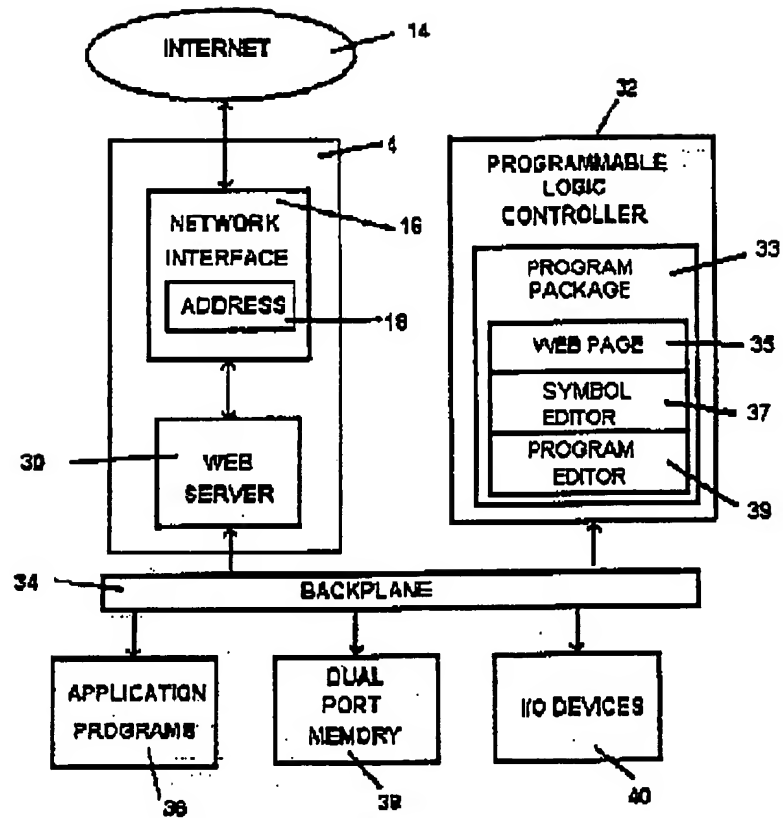 INTERNET
14
4
NETWORK
INTERFACE
16
ADDRESS
18
30
WEB
SERVER
32
PROGRAMMABLE
LOGIC
CONTROLLER
PROGRAM
PACKAGE
33
WEB PAGE
35
SYMBOL
EDITOR
37
PROGRAM
EDITOR
39
34
BACKPLANE
APPLICATION
PROGRAMS
36
DUAL
PORT
MEMORY
I/O DEVICES
40